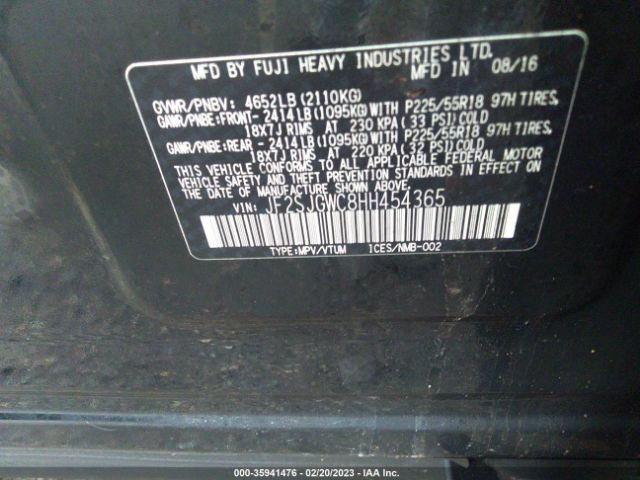 MFD BY FUJI HEAVY INDUSTRIES LTD.
MFD IN 08/16
GVWR/PNBV: 4652LB(2110KG)
GAWR/PNBE:FRONT- 2414LB(1095KG)WITH P225/55R18 97H TIRES,
18X7J RIMS AT 230 KPA(33 PSI)COLD
GAWR/PNBE:REAR - 2414LB(1095KG)WITH P225/55R18 97H TIRES,
18X7J RIMS AT 220 KPA(32 PSI)COLD
THIS VEHICLE CONFORMS TO ALL APPLICABLE FEDERAL MOTOR
VEHICLE SAFETY AND THEFT PREVENTION STANDARDS IN EFFECT ON
THE DATE OF MANUFACTURE SHOWN ABOVE.
VIN: JF2SJGWC8HH454365
TYPE:MPV/VTUM ICES/NMB-002
000-35941476 - 02/20/2023 - IAA Inc.